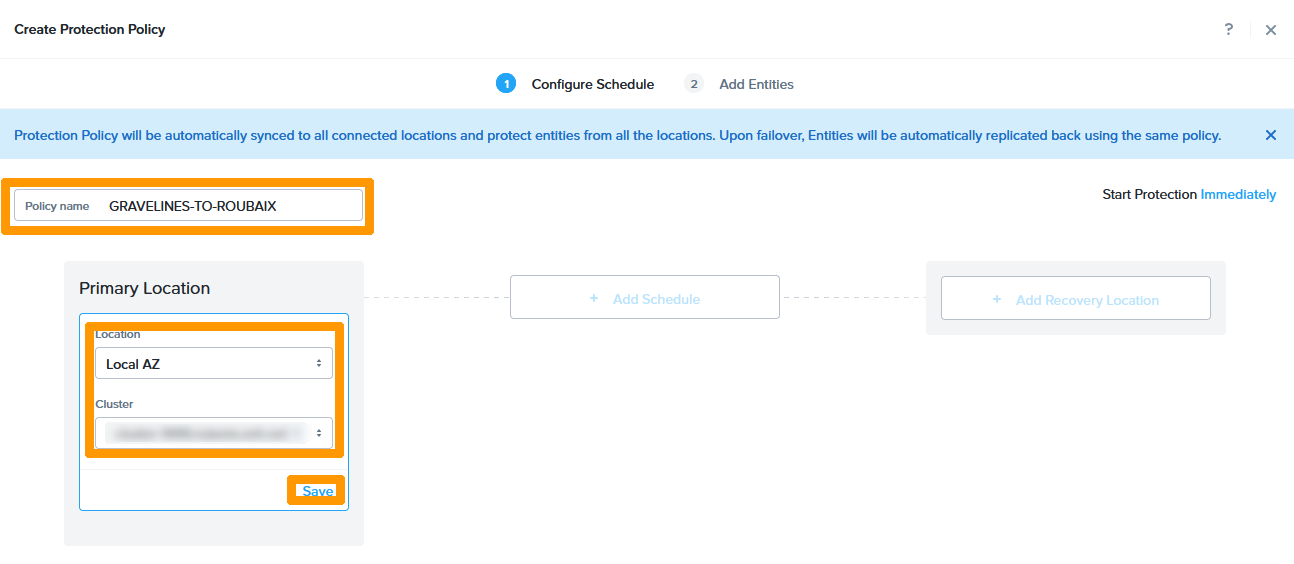 Create Protection Policy
?
1 Configure Schedule 2 Add Entities
Protection Policy will be automatically synced to all connected locations and protect entities from all the locations. Upon failover, Entities will be automatically replicated back using the same policy.
Policy name GRAVELINES-TO-ROUBAIX
Start Protection Immediately
Primary Location
+ Add Schedule
+ Add Recovery Location
Location
Local AZ
Cluster
Save